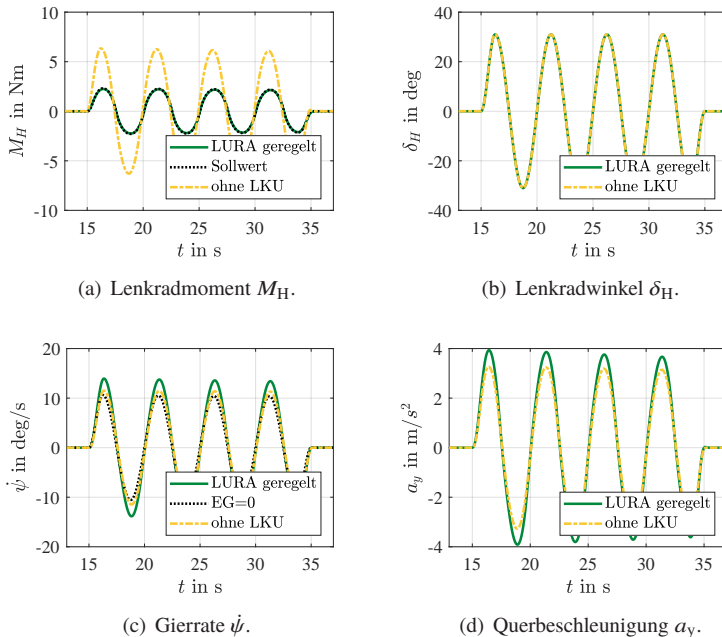 10
5
0
-5
-10
M_H in Nm
LURA geregelt
Sollwert
ohne LKU
15 20 25 30 35
t in s
(a) Lenkradmoment M_H.
40
20
0
-20
-40
δ_H in deg
LURA geregelt
ohne LKU
15 20 25 30 35
t in s
(b) Lenkradwinkel δ_H.
20
10
0
-10
-20
ψ̇ in deg/s
LURA geregelt
EG=0
ohne LKU
15 20 25 30 35
t in s
(c) Gierrate ψ̇.
4
2
0
-2
-4
a_y in m/s²
LURA geregelt
ohne LKU
15 20 25 30 35
t in s
(d) Querbeschleunigung a_y.